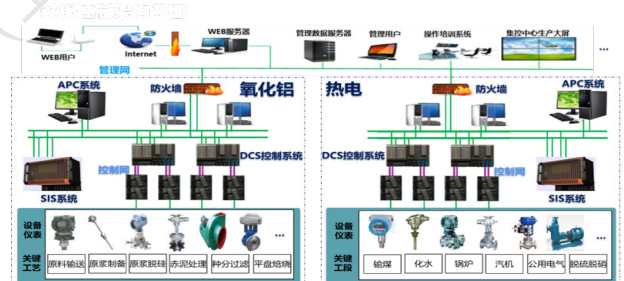 WEB用户
Internet
WEB服务器
管理数据服务器
管理用户
操作培训系统
集控中心生产大屏
...
管理网
APC系统
防火墙
氧化铝
DCS控制系统
控制网
SIS系统
设备仪表
...
关键工艺
原料输送
原浆制备
原浆脱硅
赤泥处理
种分过滤
平盘焙烧
热电
防火墙
APC系统
DCS控制系统
控制网
SIS系统
设备仪表
...
关键工段
输煤
化水
锅炉
汽机
公用电气
脱硫脱硝